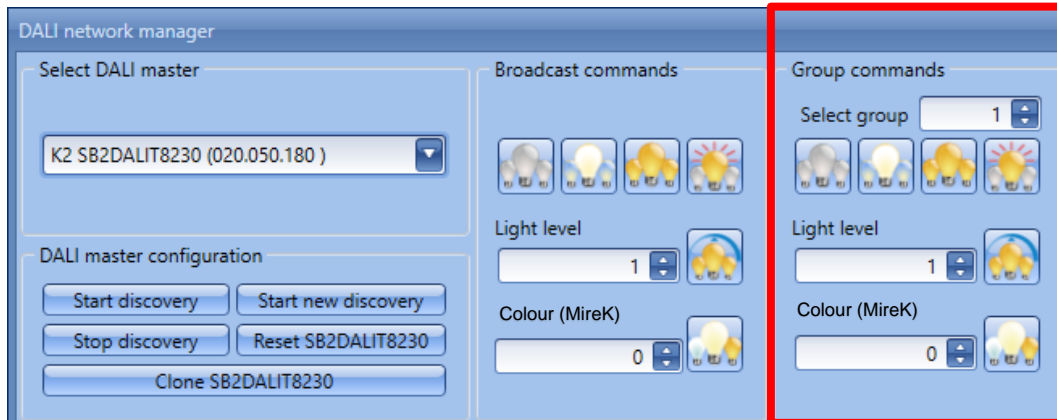 DALI network manager
Select DALI master
K2 SB2DALIT8230 (020.050.180 )
DALI master configuration
Start discovery
Start new discovery
Stop discovery
Reset SB2DALIT8230
Clone SB2DALIT8230
Broadcast commands
Light level
1
Colour (MireK)
0
Group commands
Select group 1
Light level
1
Colour (MireK)
0